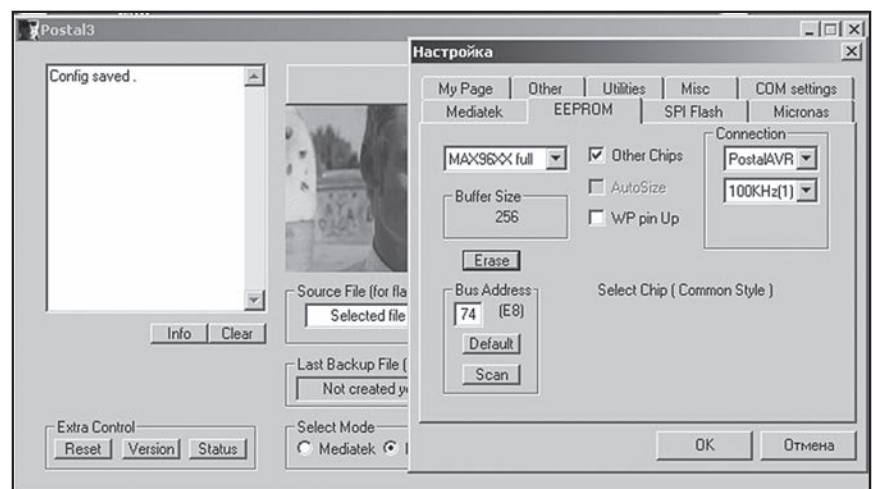 Postal3
Config saved .
Info Clear
Extra Control
Reset Version Status
Source File (for fla
Selected file
Last Backup File (
Not created y
Select Mode
Mediatek
Настройка
My Page Other Utilities Misc COM settings
Mediatek EEPROM SPI Flash Micronas
MAX96XX full
Other Chips
AutoSize
WP pin Up
Connection
PostalAVR
100KHz(1)
Buffer Size
256
Erase
Bus Address
74 (E8)
Default
Scan
Select Chip ( Common Style )
OK Отмена